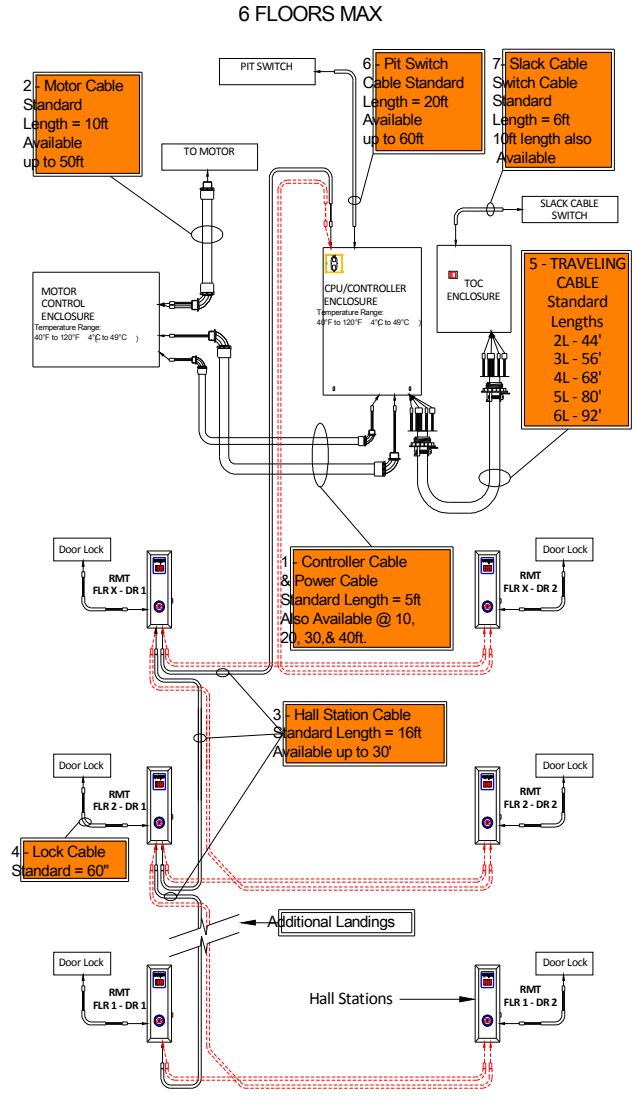 6 FLOORS MAX
2 - Motor Cable
Standard
Length = 10ft
Available
up to 50ft
PIT SWITCH
6 - Pit Switch
Cable Standard
Length = 20ft
Available
up to 60ft
7- Slack Cable
Switch Cable
Standard
Length = 6ft
10ft length also
Available
TO MOTOR
SLACK CABLE
SWITCH
MOTOR
CONTROL
ENCLOSURE
Temperature Range:
40°F to 120°F 4°C to 49°C )
CPU/CONTROLLER
ENCLOSURE
Temperature Range:
40°F to 120°F 4°C to 49°C )
TOC
ENCLOSURE
5 - TRAVELING
CABLE
Standard
Lengths
2L - 44'
3L - 56'
4L - 68'
5L - 80'
6L - 92'
1 - Controller Cable
& Power Cable
Standard Length = 5ft
Also Available @ 10,
20, 30,& 40ft.
Door Lock
RMT
FLR X - DR 1
Door Lock
RMT
FLR X - DR 2
3 - Hall Station Cable
Standard Length = 16ft
Available up to 30'
Door Lock
RMT
FLR 2 - DR 1
Door Lock
RMT
FLR 2 - DR 2
4 - Lock Cable
Standard = 60"
Additional Landings
Door Lock
RMT
FLR 1 - DR 1
Hall Stations
Door Lock
RMT
FLR 1 - DR 2